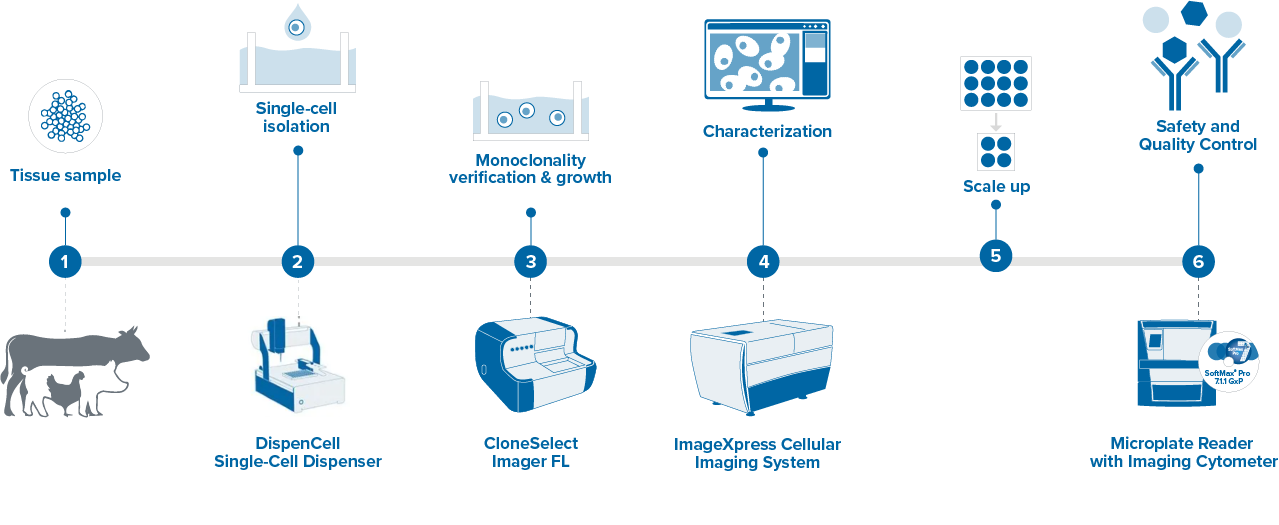 Tissue sample
Single-cell
isolation
Monoclonality
verification & growth
Characterization
Scale up
Safety and
Quality Control
1
2
3
4
5
6
DispenCell
Single-Cell Dispenser
CloneSelect
Imager FL
ImageXpress Cellular
Imaging System
SoftMax
Pro
SoftMax® Pro
7.1.1 GxP
Microplate Reader
with Imaging Cytometer